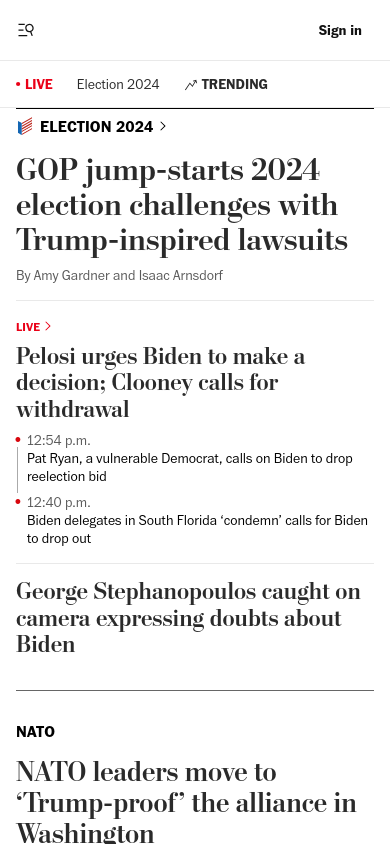 Sign in
LIVE Election 2024 TRENDING
ELECTION 2024
GOP jump-starts 2024
election challenges with
Trump-inspired lawsuits
By Amy Gardner and Isaac Arnsdorf
LIVE
Pelosi urges Biden to make a
decision; Clooney calls for
withdrawal
12:54 p.m.
Pat Ryan, a vulnerable Democrat, calls on Biden to drop
reelection bid
12:40 p.m.
Biden delegates in South Florida ‘condemn’ calls for Biden
to drop out
George Stephanopoulos caught on
camera expressing doubts about
Biden
NATO
NATO leaders move to
‘Trump-proof’ the alliance in
Washington